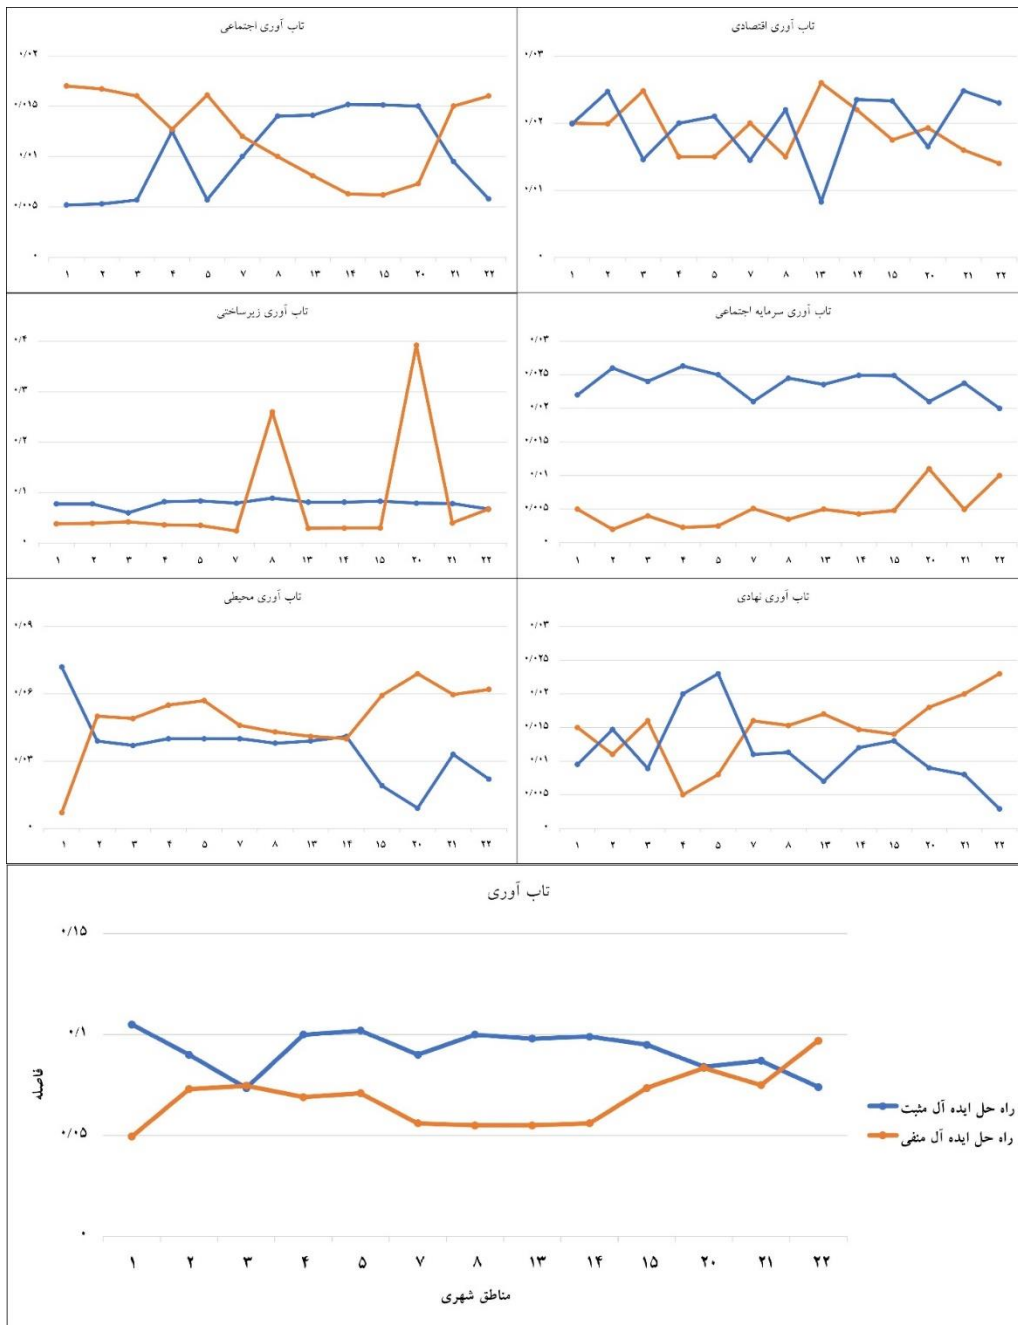 تاب آوری اجتماعی
۰/۰۲
۰/۰۱۵
۰/۰۱
۰/۰۰۵
۰
۱ ۲ ۳ ۴ ۵ ۷ ۸ ۱۳ ۱۴ ۱۵ ۲۰ ۲۱ ۲۲
تاب آوری اقتصادی
۰/۰۳
۰/۰۲
۰/۰۱
۰
۱ ۲ ۳ ۴ ۵ ۷ ۸ ۱۳ ۱۴ ۱۵ ۲۰ ۲۱ ۲۲
تاب آوری زیرساختی
۰/۴
۰/۳
۰/۲
۰/۱
۰
۱ ۲ ۳ ۴ ۵ ۷ ۸ ۱۳ ۱۴ ۱۵ ۲۰ ۲۱ ۲۲
تاب آوری سرمایه اجتماعی
۰/۰۳
۰/۰۲۵
۰/۰۲
۰/۰۱۵
۰/۰۱
۰/۰۰۵
۰
۱ ۲ ۳ ۴ ۵ ۷ ۸ ۱۳ ۱۴ ۱۵ ۲۰ ۲۱ ۲۲
تاب آوری محیطی
۰/۰۹
۰/۰۶
۰/۰۳
۰
۱ ۲ ۳ ۴ ۵ ۷ ۸ ۱۳ ۱۴ ۱۵ ۲۰ ۲۱ ۲۲
تاب آوری نهادی
۰/۰۳
۰/۰۲۵
۰/۰۲
۰/۰۱۵
۰/۰۱
۰/۰۰۵
۰
۱ ۲ ۳ ۴ ۵ ۷ ۸ ۱۳ ۱۴ ۱۵ ۲۰ ۲۱ ۲۲
تاب آوری
۰/۱۵
۰/۱
۰/۰۵
۰
فاصله
۱ ۲ ۳ ۴ ۵ ۷ ۸ ۱۳ ۱۴ ۱۵ ۲۰ ۲۱ ۲۲
مناطق شهری
راه حل ایده آل مثبت
راه حل ایده آل منفی